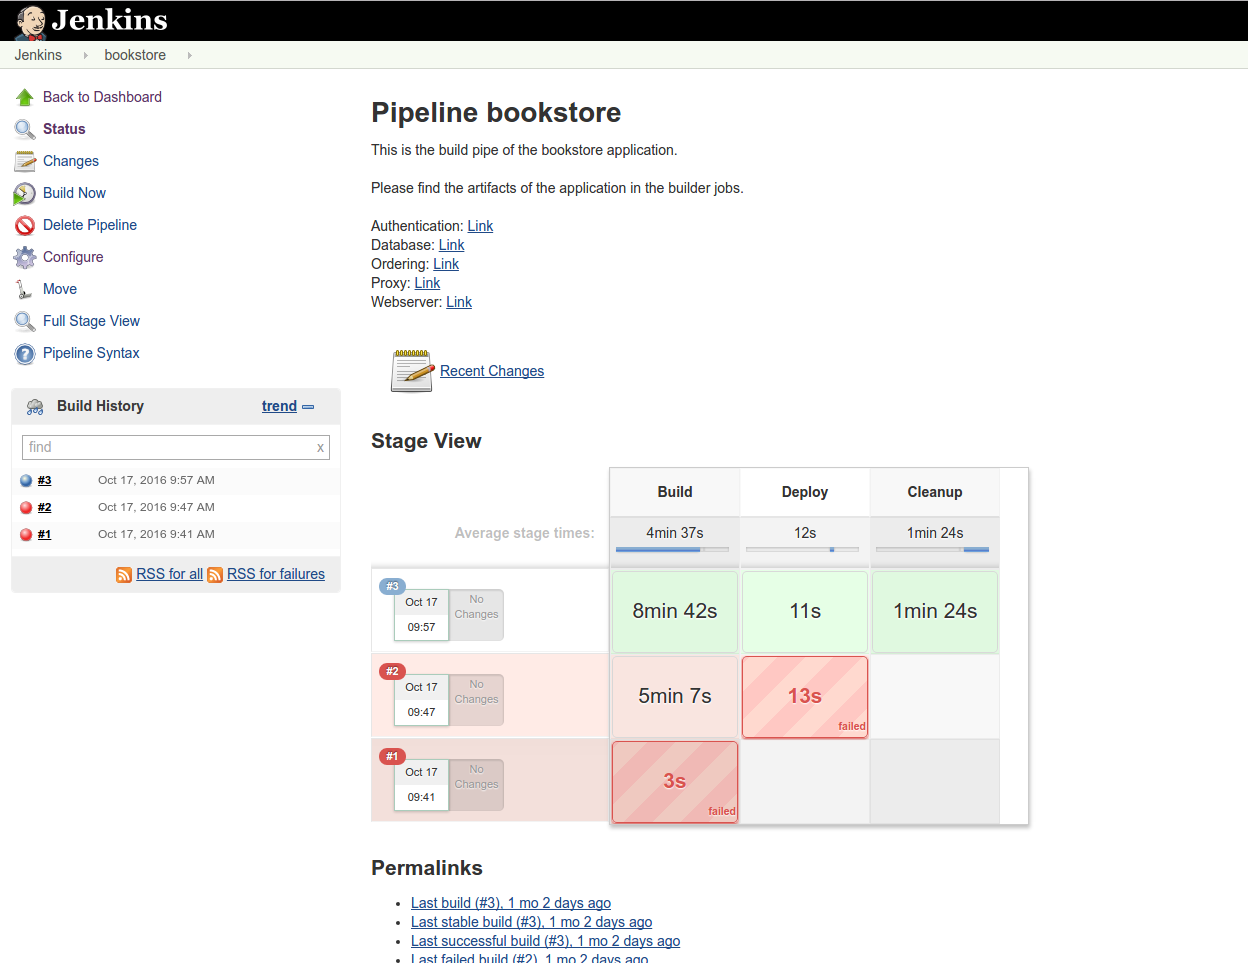 Jenkins
Jenkins bookstore
Back to Dashboard
Status
Changes
Build Now
Delete Pipeline
Configure
Move
Full Stage View
Pipeline Syntax
Build History trend
find x
#3 Oct 17, 2016 9:57 AM
#2 Oct 17, 2016 9:47 AM
#1 Oct 17, 2016 9:41 AM
RSS for all RSS for failures
Pipeline bookstore
This is the build pipe of the bookstore application.
Please find the artifacts of the application in the builder jobs.
Authentication: Link
Database: Link
Ordering: Link
Proxy: Link
Webserver: Link
Recent Changes
Stage View
Build Deploy Cleanup
Average stage times: 4min 37s 12s 1min 24s
#3
Oct 17
09:57
No
Changes
8min 42s 11s 1min 24s
#2
Oct 17
09:47
No
Changes
5min 7s 13s
failed
#1
Oct 17
09:41
No
Changes
3s
failed
Permalinks
Last build (#3), 1 mo 2 days ago
Last stable build (#3), 1 mo 2 days ago
Last successful build (#3), 1 mo 2 days ago
Last failed build (#2), 1 mo 2 days ago